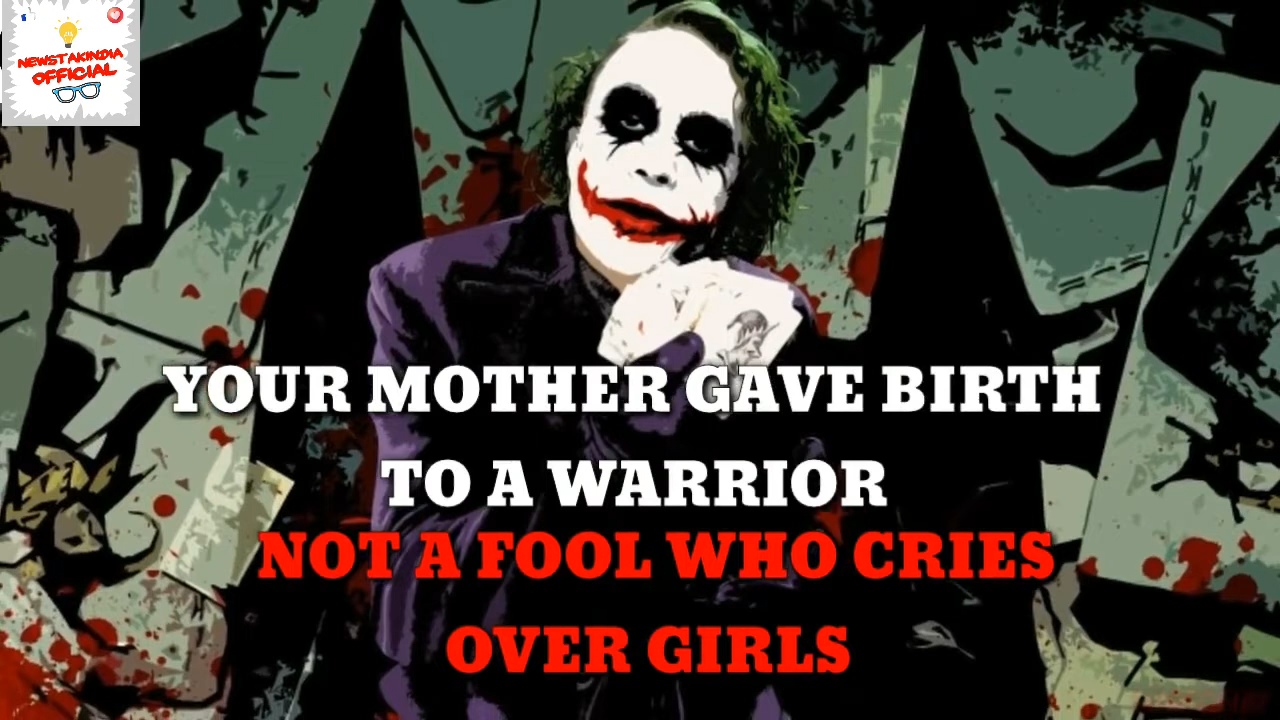 NEWSTAKINDIA
OFFICIAL
YOUR MOTHER GAVE BIRTH
TO A WARRIOR
NOT A FOOL WHO CRIES
OVER GIRLS